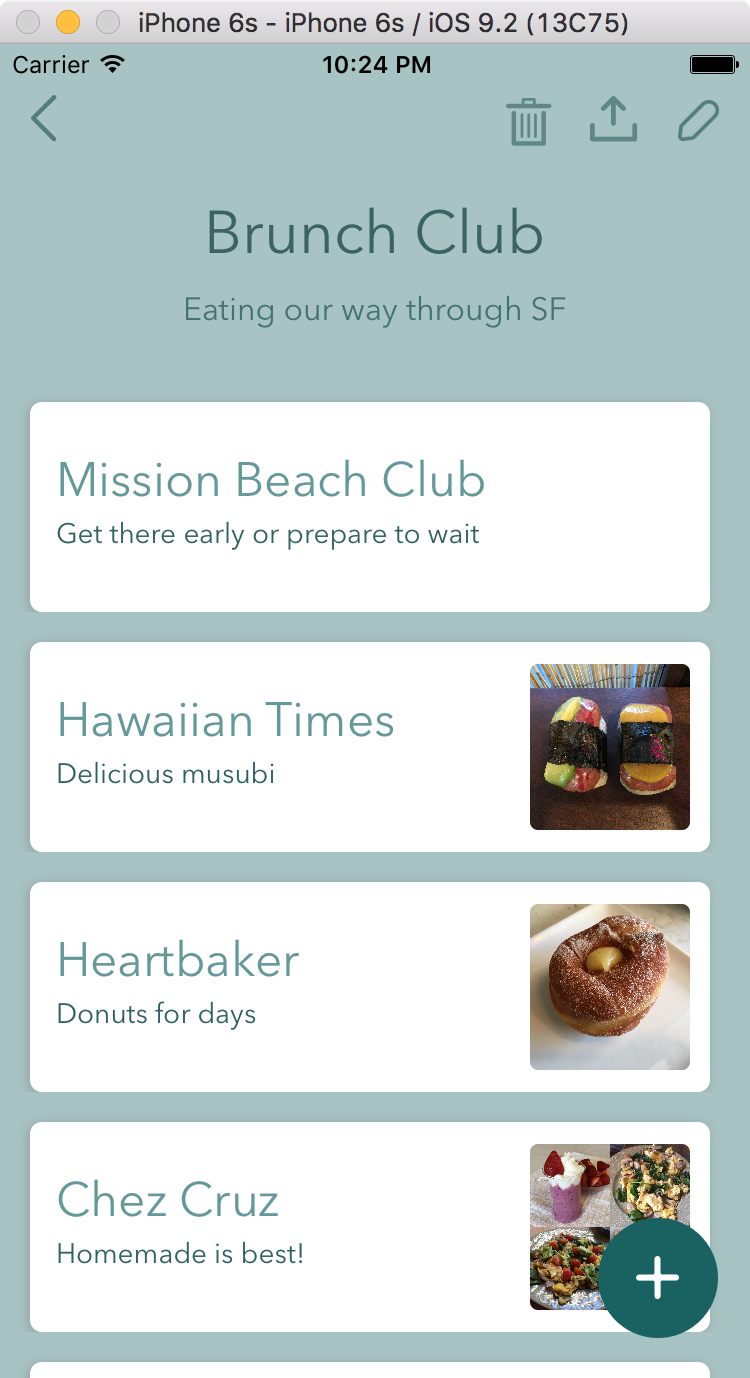 iPhone 6s - iPhone 6s / iOS 9.2 (13C75)
Carrier 10:24 PM
Brunch Club
Eating our way through SF
Mission Beach Club
Get there early or prepare to wait
Hawaiian Times
Delicious musubi
Heartbaker
Donuts for days
Chez Cruz
Homemade is best!